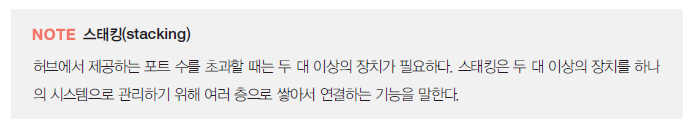 NOTE 스태킹(stacking)
허브에서 제공하는 포트 수를 초과할 때는 두 대 이상의 장치가 필요하다. 스태킹은 두 대 이상의 장치를 하나
의 시스템으로 관리하기 위해 여러 층으로 쌓아서 연결하는 기능을 말한다.